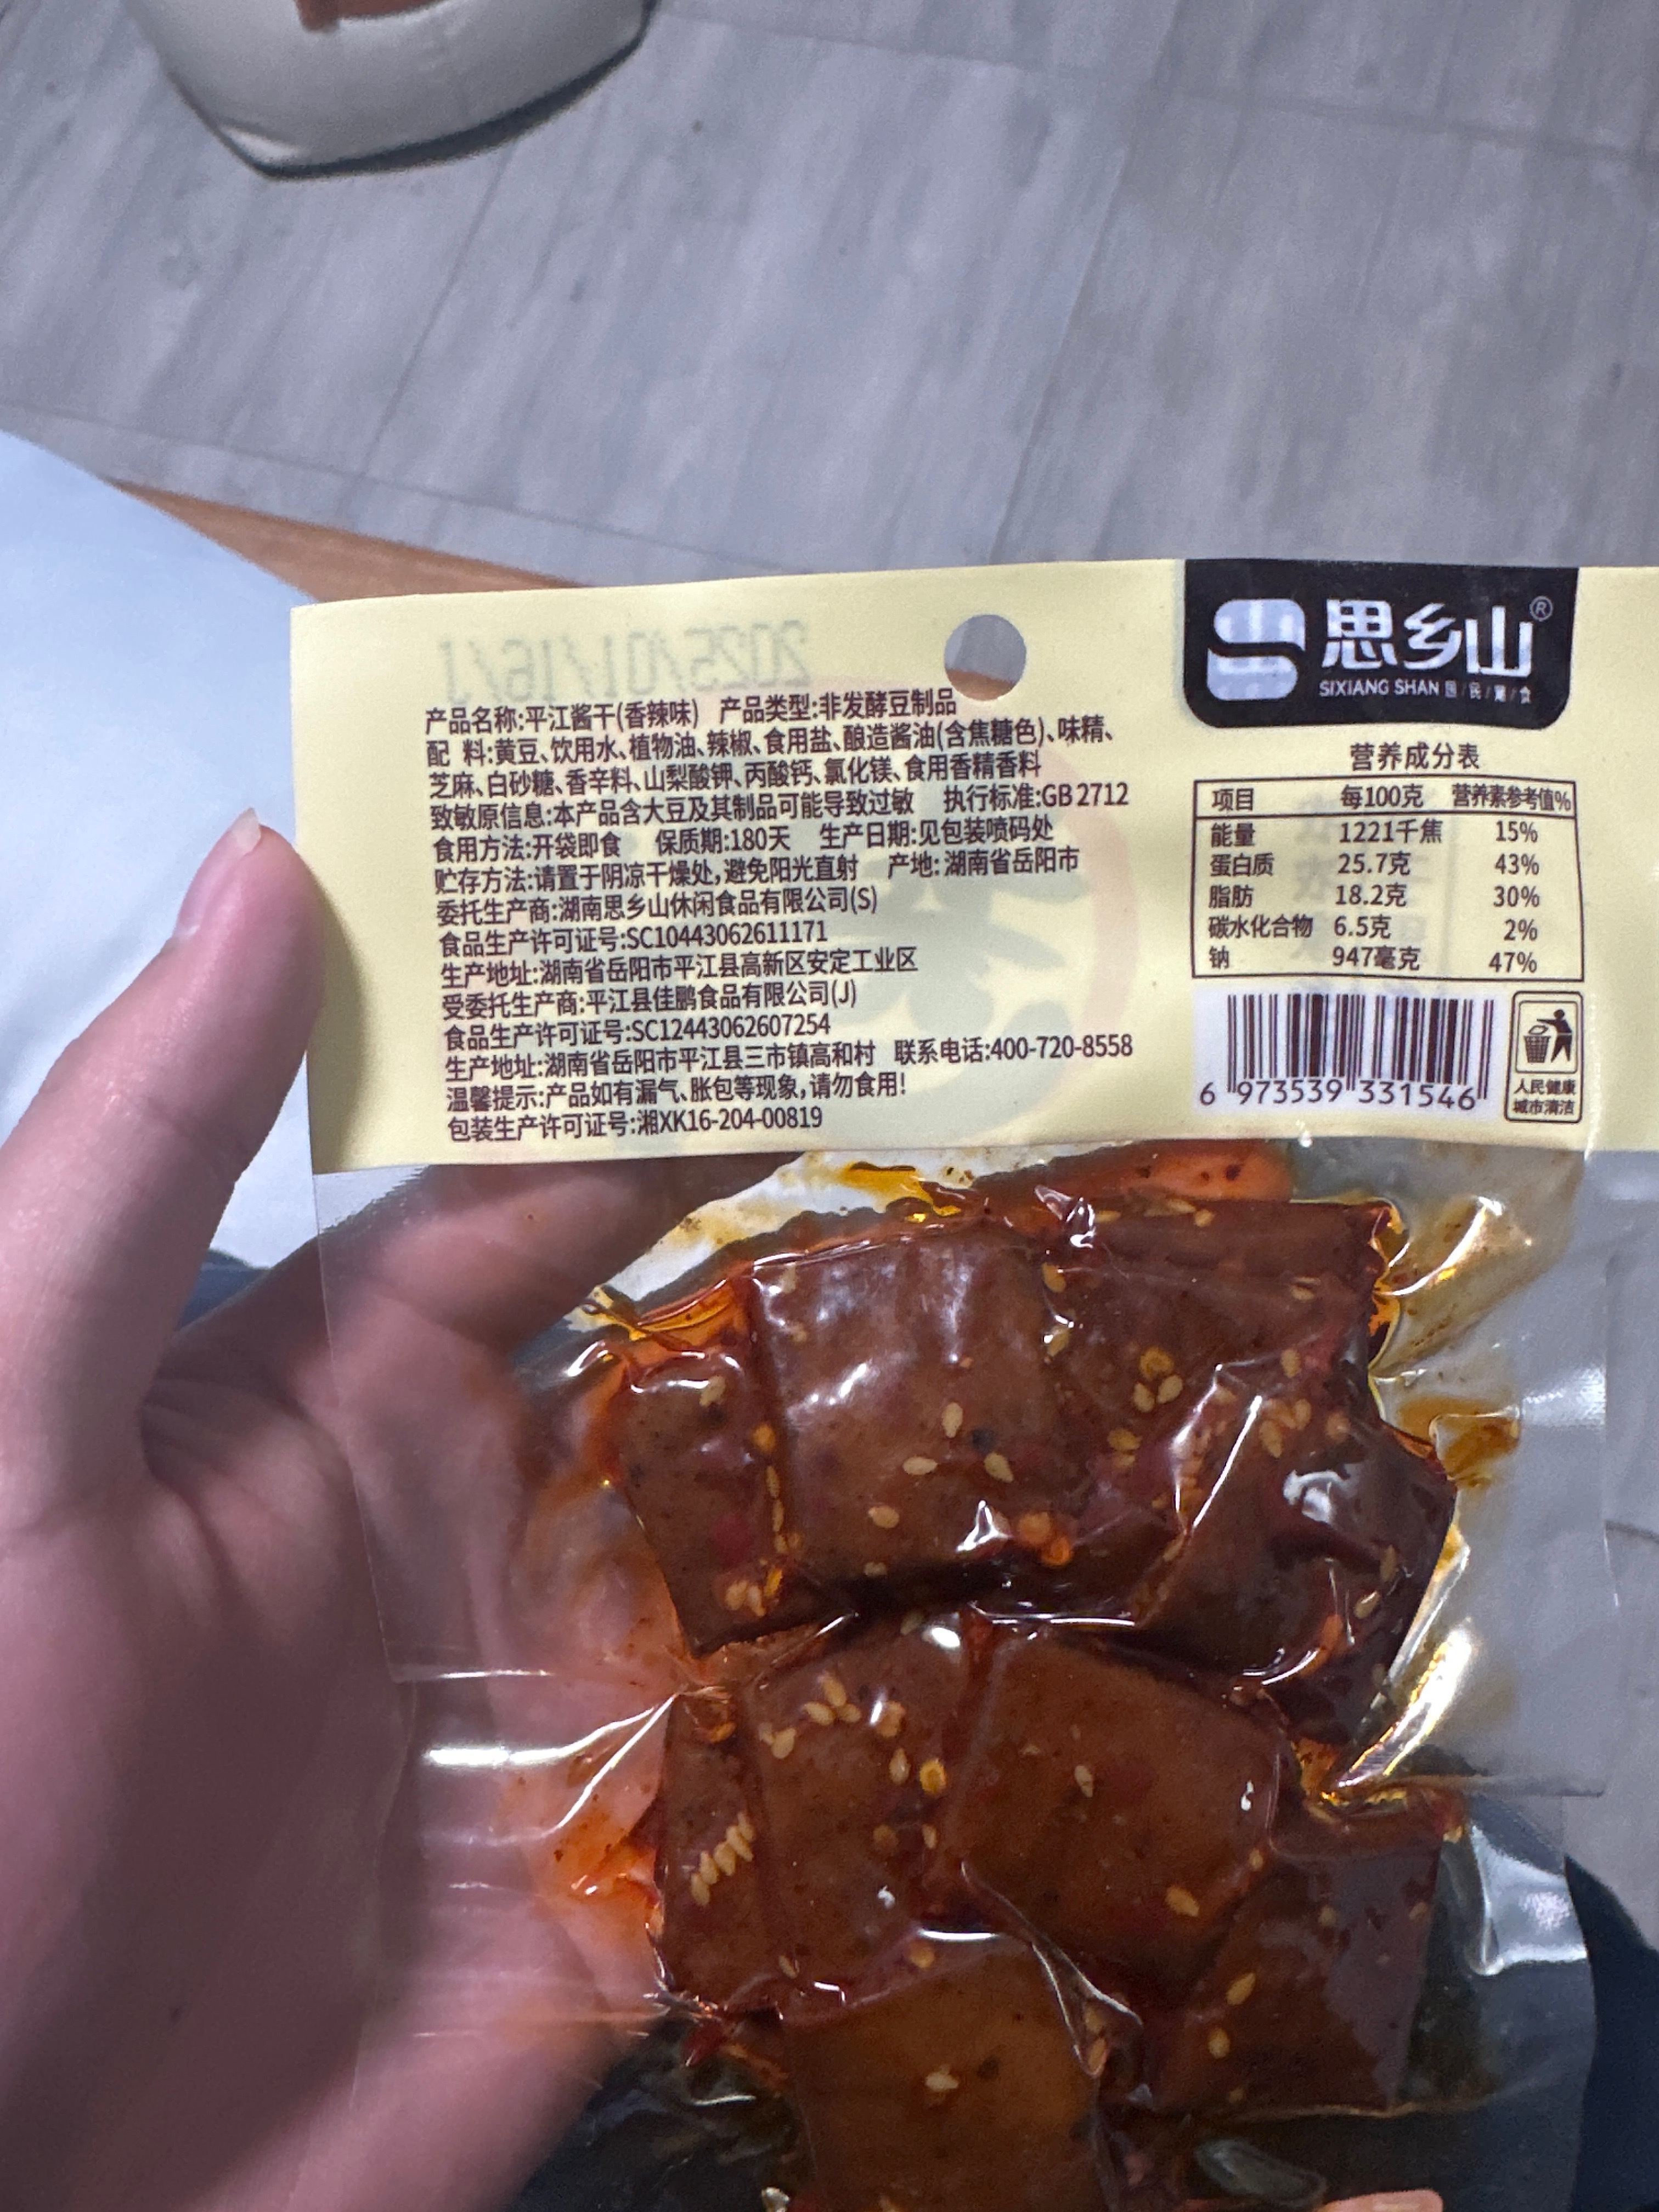 2025/01/16/J
产品名称:平江酱干(香辣味) 产品类型:非发酵豆制品
配 料:黄豆、饮用水、植物油、辣椒、食用盐、酿造酱油(含焦糖色)、味精、
芝麻、白砂糖、香辛料、山梨酸钾、丙酸钙、氯化镁、食用香精香料
致敏原信息:本产品含大豆及其制品可能导致过敏 执行标准:GB 2712
食用方法:开袋即食 保质期:180天 生产日期:见包装喷码处
贮存方法:请置于阴凉干燥处,避免阳光直射 产地:湖南省岳阳市
委托生产商:湖南思乡山休闲食品有限公司(S)
食品生产许可证号:SC10443062611171
生产地址:湖南省岳阳市平江县高新区安定工业区
受委托生产商:平江县佳鹏食品有限公司(J)
食品生产许可证号:SC12443062607254
生产地址:湖南省岳阳市平江县三市镇高和村 联系电话:400-720-8558
温馨提示:产品如有漏气、胀包等现象,请勿食用!
包装生产许可证号:湘XK16-204-00819
思乡山®
SIXIANG SHAN 国/民/夏/食
营养成分表
项目 每100克 营养素参考值%
能量 1221千焦 15%
蛋白质 25.7克 43%
脂肪 18.2克 30%
碳水化合物 6.5克 2%
钠 947毫克 47%
6 973539 331546
人民健康
城市清洁